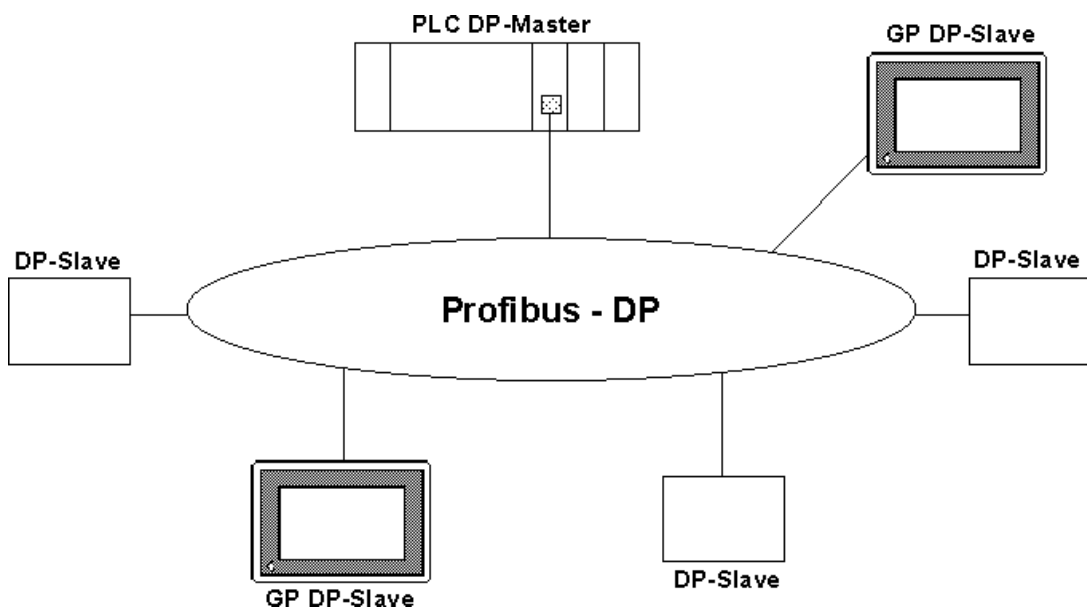 PLC DP-Master
GP DP-Slave
DP-Slave
DP-Slave
Profibus - DP
GP DP-Slave
DP-Slave